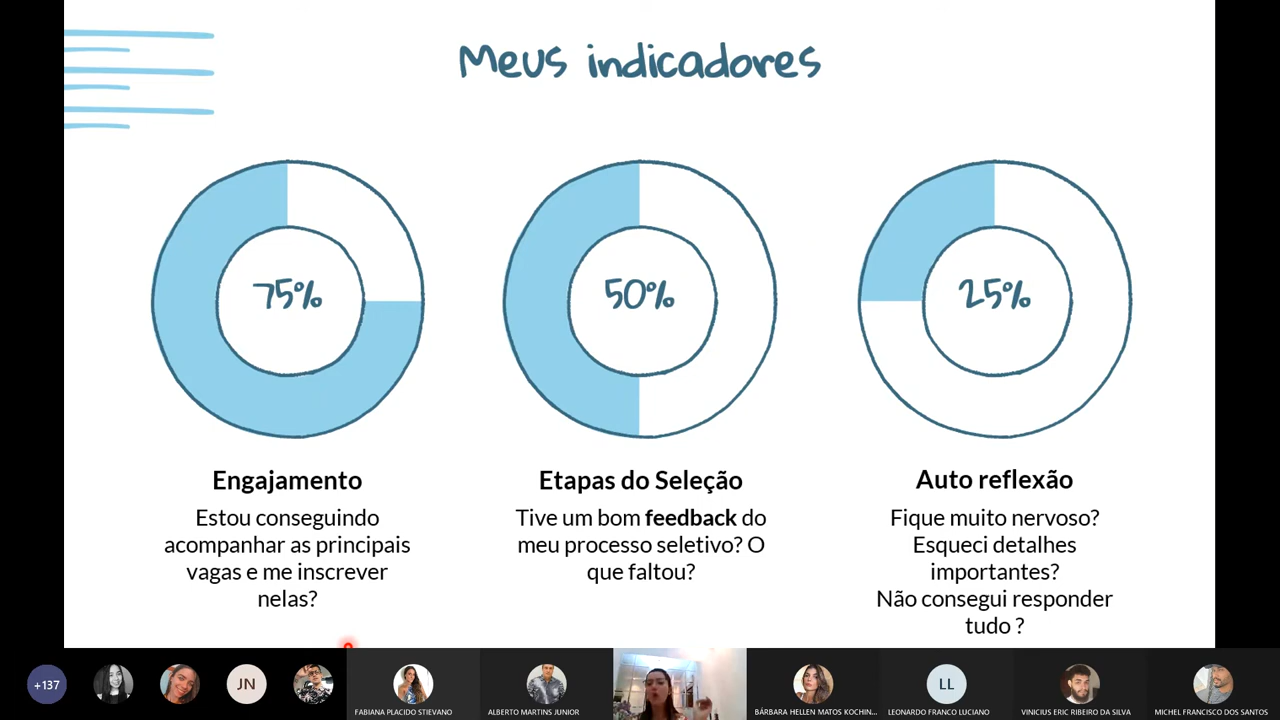 Meus indicadores
75%
50%
25%
Engajamento
Estou conseguindo
acompanhar as principais
vagas e me inscrever
nelas?
Etapas do Seleção
Tive um bom feedback do
meu processo seletivo? O
que faltou?
Auto reflexão
Fique muito nervoso?
Esqueci detalhes
importantes?
Não consegui responder
tudo ?
+137
JN
FABIANA PLACIDO STIEVANO
ALBERTO MARTINS JUNIOR
BÁRBARA HELLEN MATOS KOCHIN...
LL
LEONARDO FRANCO LUCIANO
VINICIUS ERIC RIBEIRO DA SILVA
MICHEL FRANCISCO DOS SANTOS